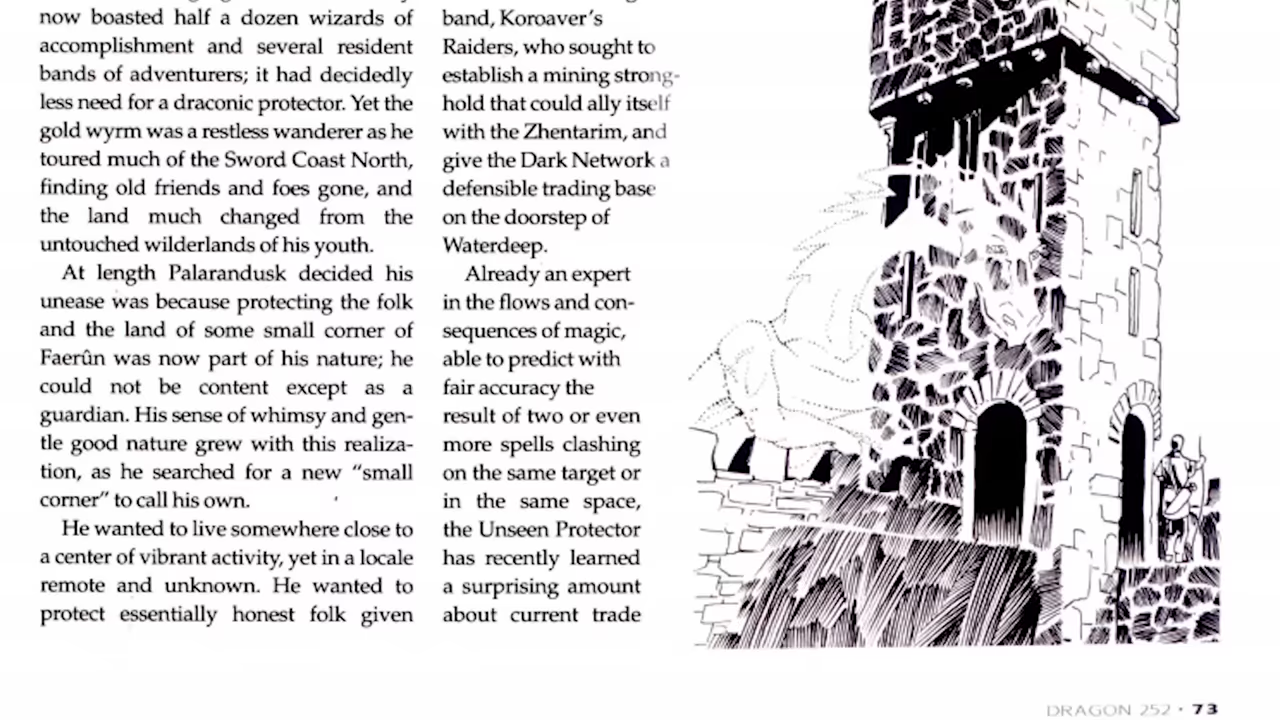 now boasted half a dozen wizards of
accomplishment and several resident
bands of adventurers; it had decidedly
less need for a draconic protector. Yet the
gold wyrm was a restless wanderer as he
toured much of the Sword Coast North,
finding old friends and foes gone, and
the land much changed from the
untouched wilderlands of his youth.
At length Palarandusk decided his
unease was because protecting the folk
and the land of some small corner of
Faerûn was now part of his nature; he
could not be content except as a
guardian. His sense of whimsy and gen-
tle good nature grew with this realiza-
tion, as he searched for a new “small
corner” to call his own.
He wanted to live somewhere close to
a center of vibrant activity, yet in a locale
remote and unknown. He wanted to
protect essentially honest folk given
band, Koroaver’s
Raiders, who sought to
establish a mining strong-
hold that could ally itself
with the Zhentarim, and
give the Dark Network a
defensible trading base
on the doorstep of
Waterdeep.
Already an expert
in the flows and con-
sequences of magic,
able to predict with
fair accuracy the
result of two or even
more spells clashing
on the same target or
in the same space,
the Unseen Protector
has recently learned
a surprising amount
about current trade
DRAGON 252 • 73